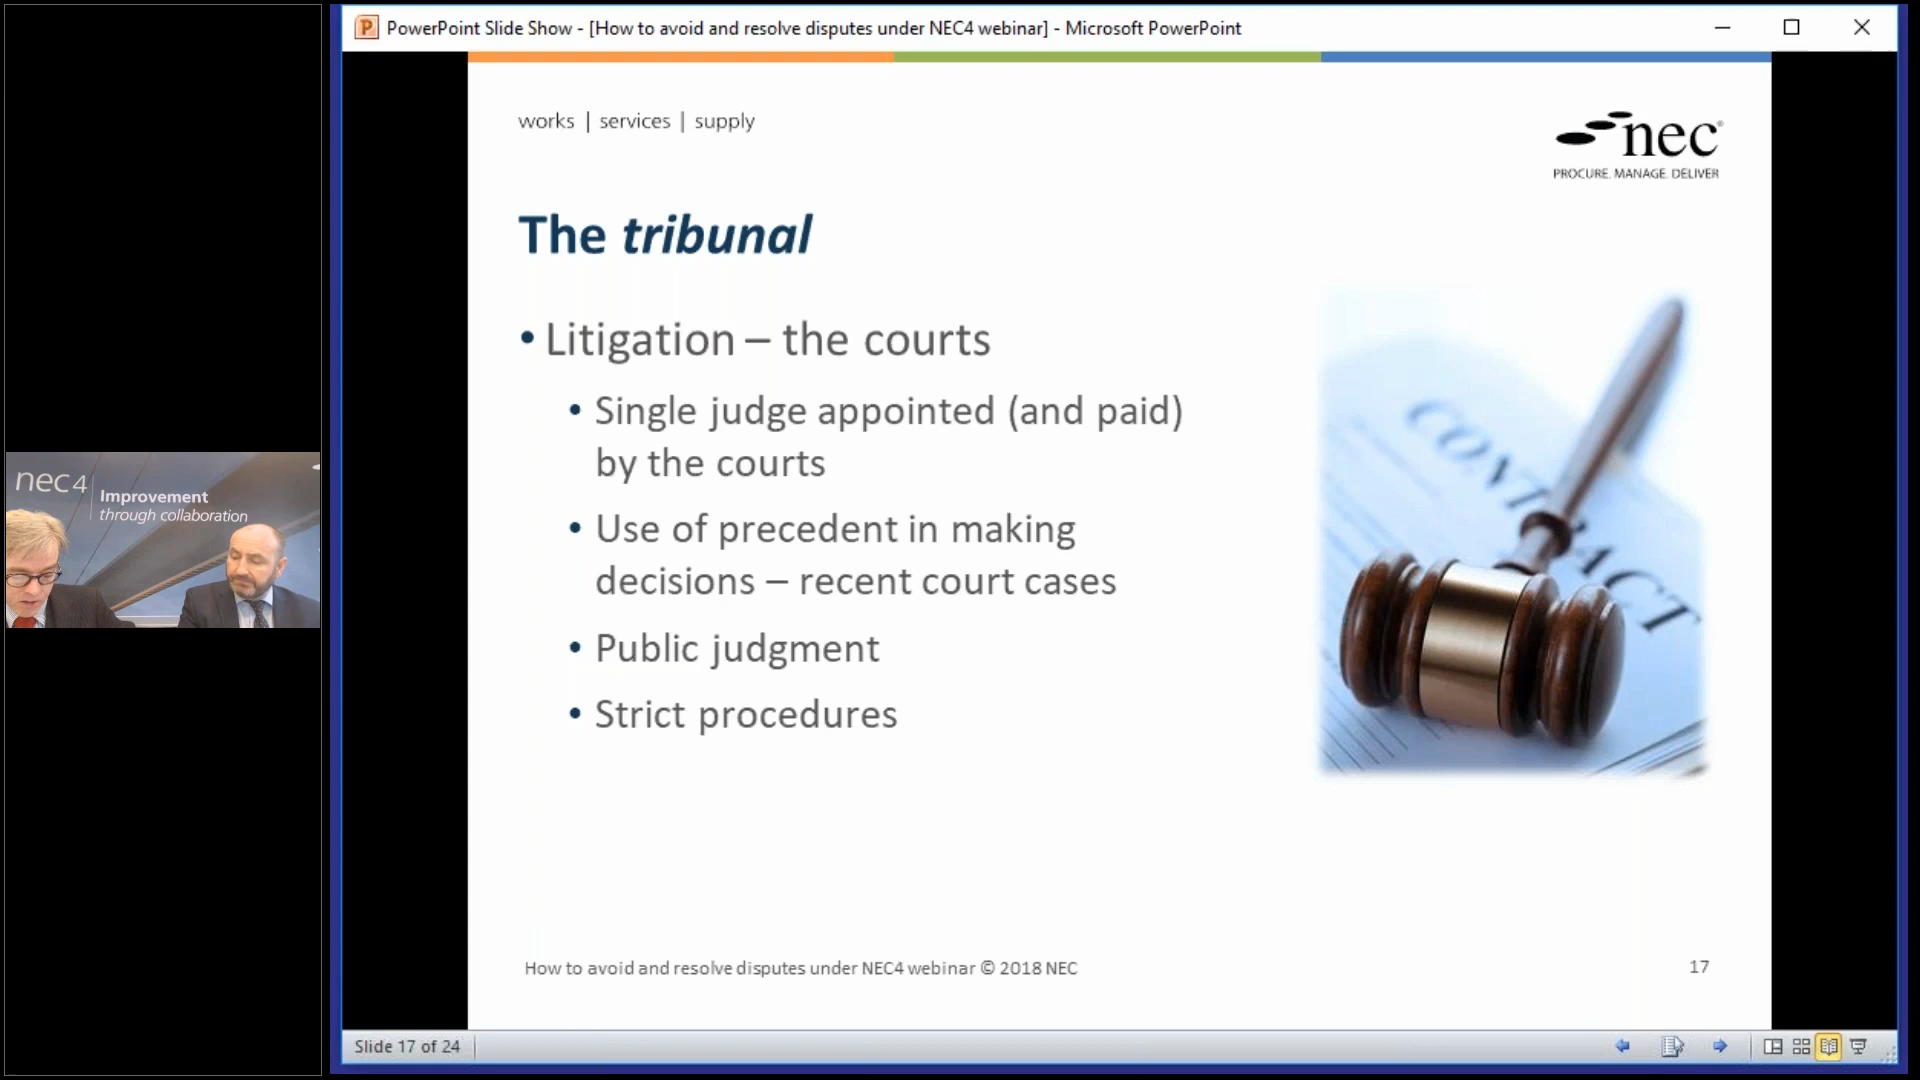 PowerPoint Slide Show - [How to avoid and resolve disputes under NEC4 webinar] - Microsoft PowerPoint
works | services | supply
nec®
PROCURE. MANAGE. DELIVER
The tribunal
• Litigation – the courts
• Single judge appointed (and paid)
by the courts
• Use of precedent in making
decisions – recent court cases
• Public judgment
• Strict procedures
CONTRACT
nec4
Improvement
through collaboration
How to avoid and resolve disputes under NEC4 webinar © 2018 NEC
17
Slide 17 of 24